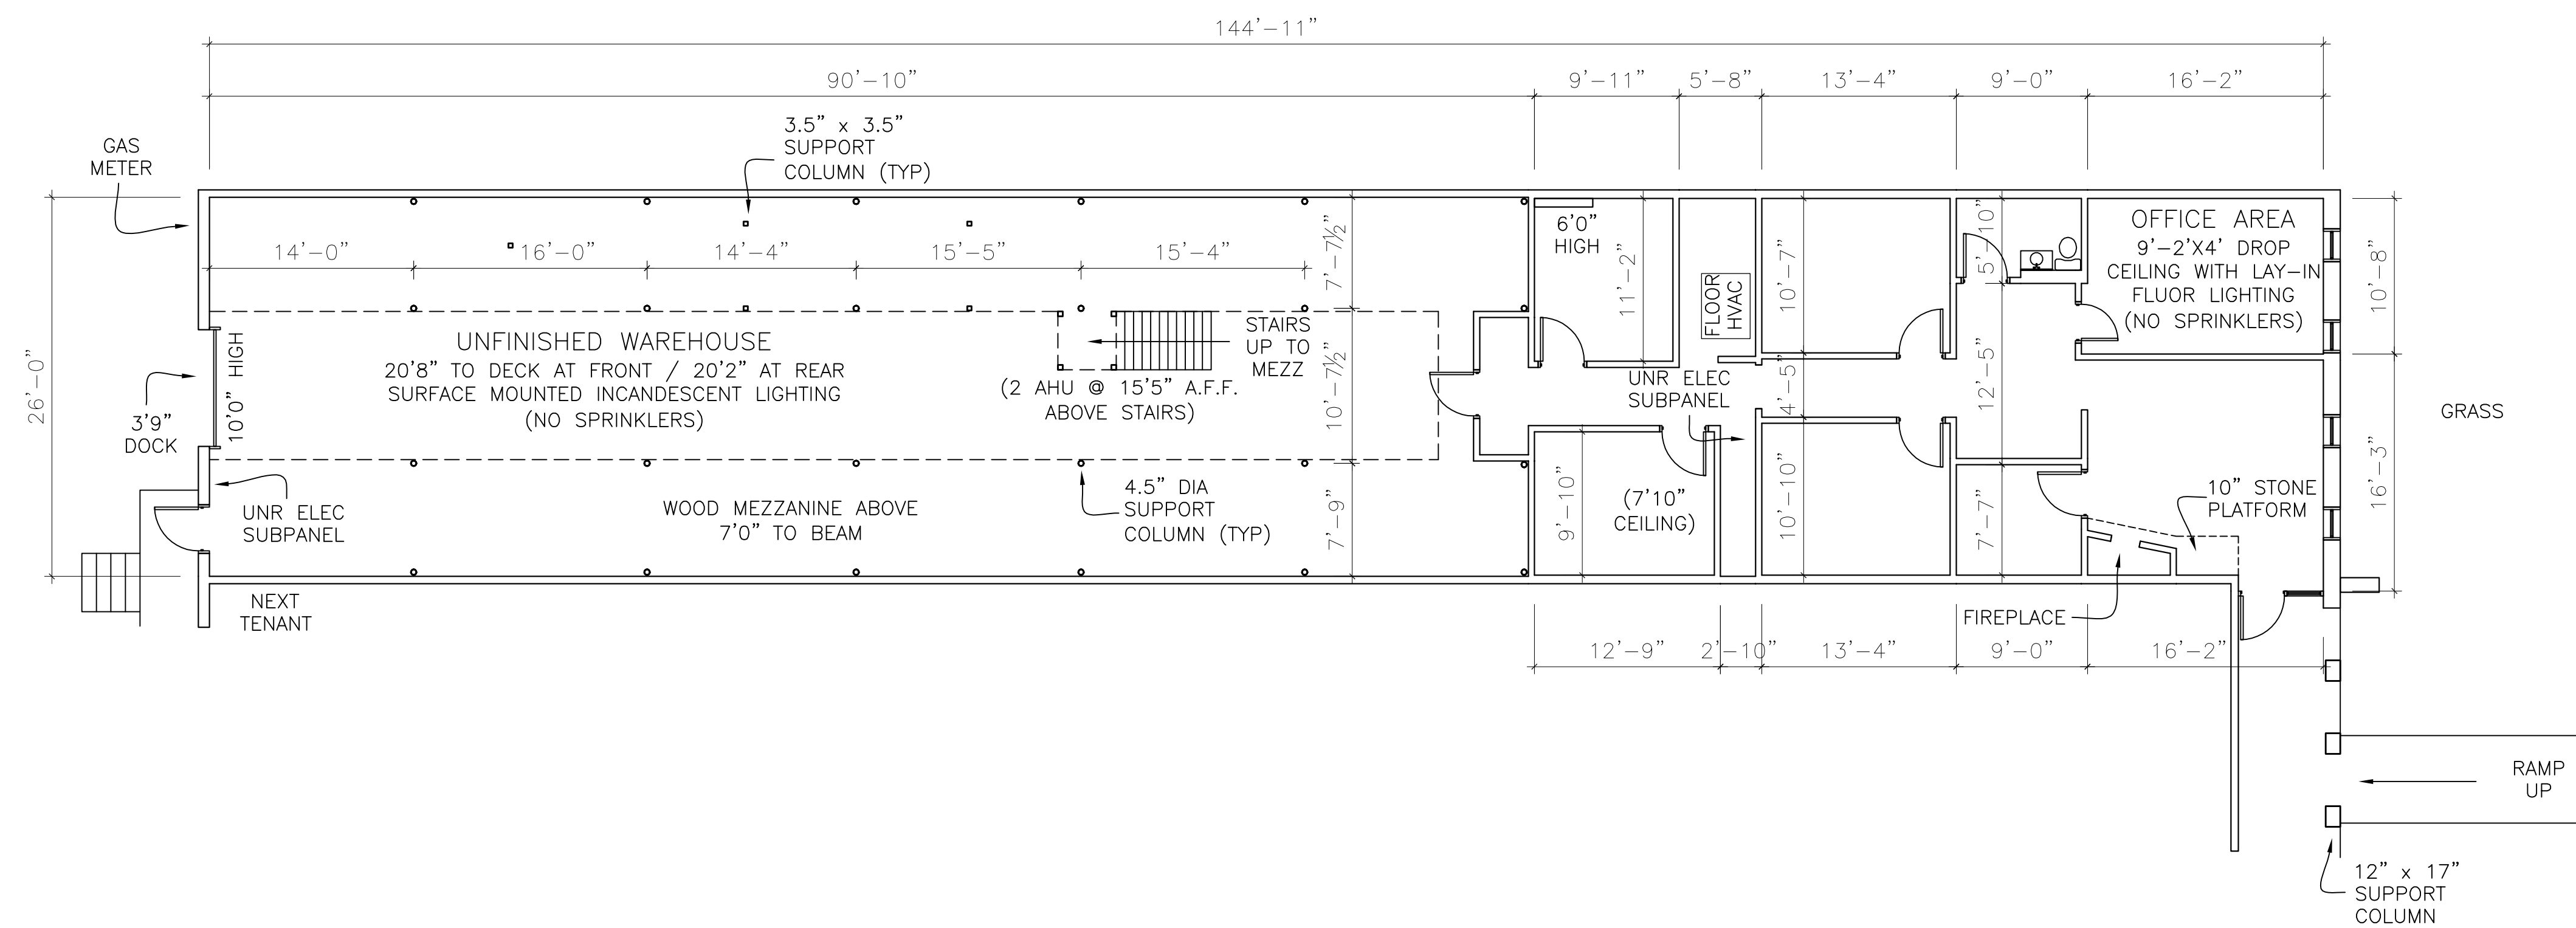 144'-11"
90'-10"
9'-11"
5'-8"
13'-4"
9'-0"
16'-2"
3.5" x 3.5"
SUPPORT
COLUMN (TYP)
GAS
METER
14'-0"
16'-0"
14'-4"
15'-5"
15'-4"
7'-7½"
6'0"
HIGH
11'-2"
FLOOR
HVAC
10'-7"
5'-10"
OFFICE AREA
9'-2'X4' DROP
CEILING WITH LAY-IN
FLUOR LIGHTING
(NO SPRINKLERS)
10'-8"
26'-0"
3'9"
DOCK
10'0" HIGH
UNFINISHED WAREHOUSE
20'8" TO DECK AT FRONT / 20'2" AT REAR
SURFACE MOUNTED INCANDESCENT LIGHTING
(NO SPRINKLERS)
STAIRS
UP TO
MEZZ
(2 AHU @ 15'5" A.F.F.
ABOVE STAIRS)
10'-7½"
UNR ELEC
SUBPANEL
4'-5"
12'-5"
GRASS
16'-3"
UNR ELEC
SUBPANEL
WOOD MEZZANINE ABOVE
7'0" TO BEAM
4.5" DIA
SUPPORT
COLUMN (TYP)
7'-9"
9'-10"
(7'10"
CEILING)
10'-10"
7'-7"
10" STONE
PLATFORM
NEXT
TENANT
FIREPLACE
12'-9"
2'-10"
13'-4"
9'-0"
16'-2"
RAMP
UP
12" x 17"
SUPPORT
COLUMN